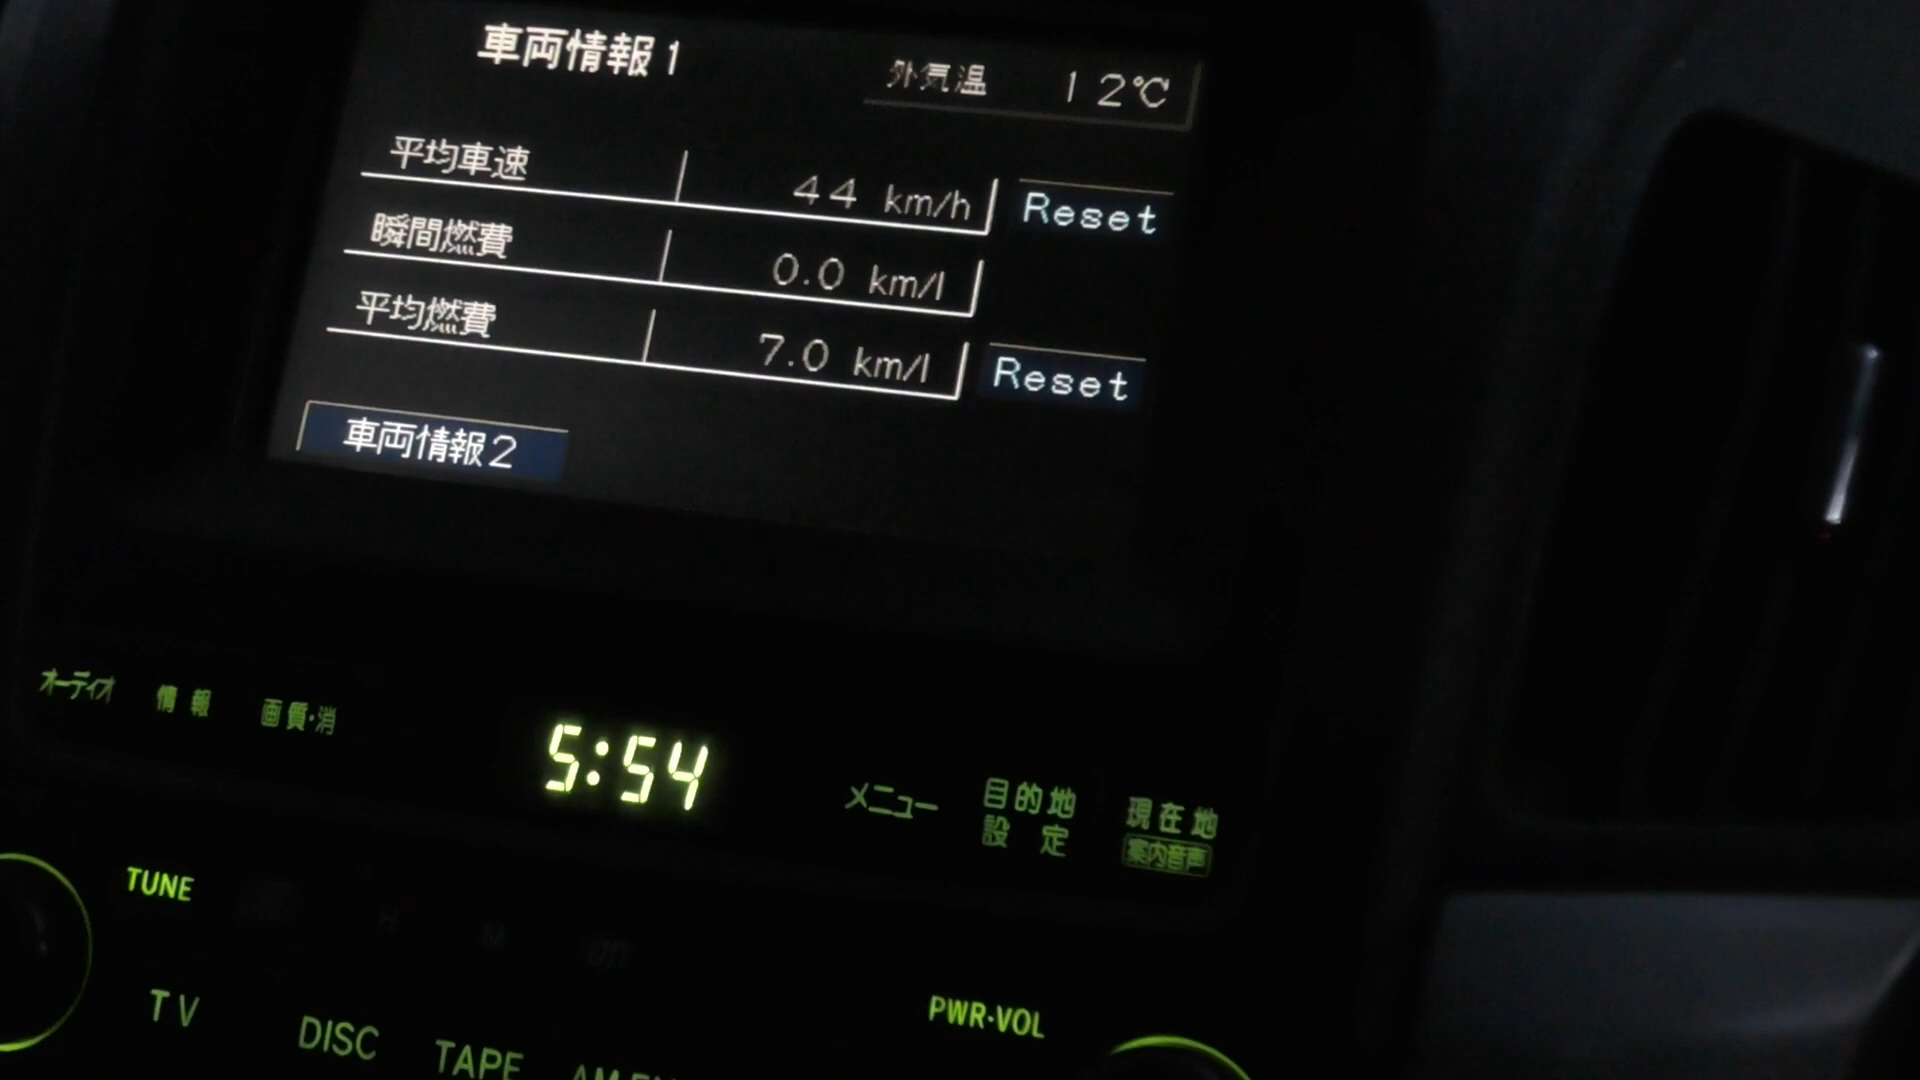 車両情報1
外気温 12℃
平均車速 44 km/h Reset
瞬間燃費 0.0 km/l
平均燃費 7.0 km/l Reset
車両情報2
オーディオ 情報 画質・消
5:54
メニュー 目的地 現在地
設定 案内音声
TUNE
H M
TV DISC TAPE
PWR・VOL